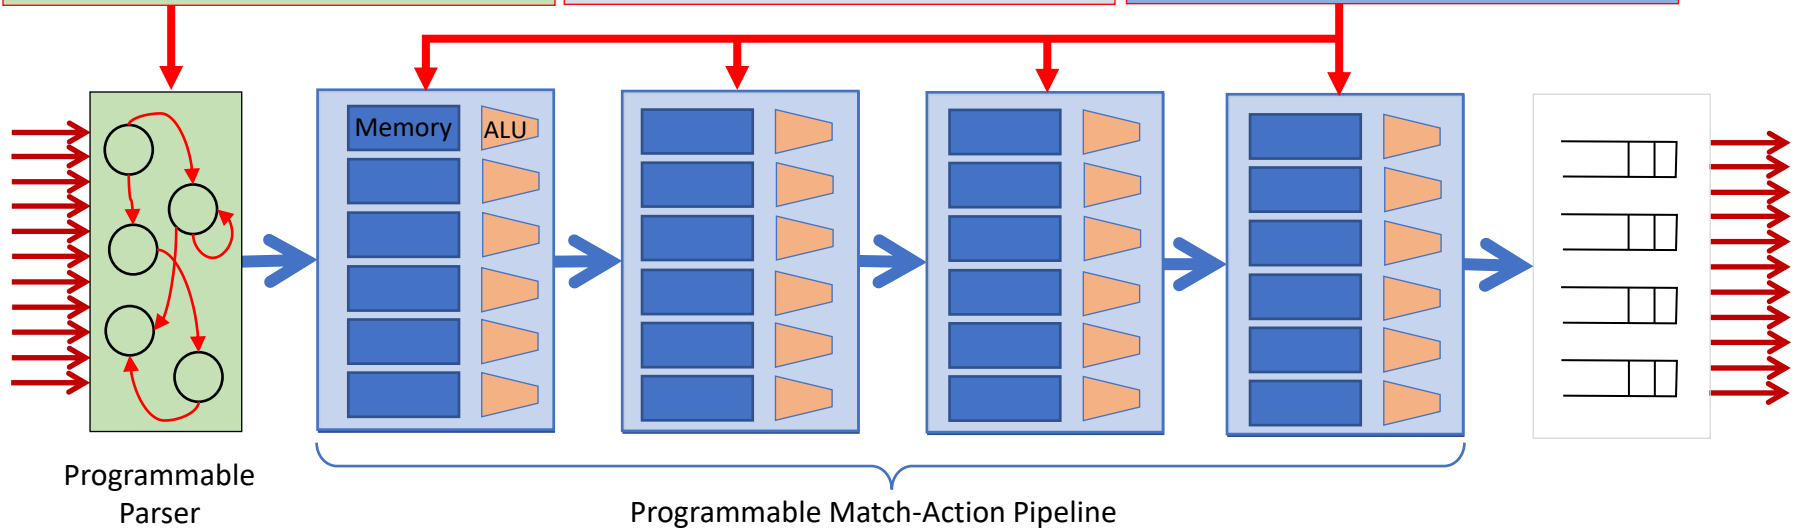 Memory
ALU
Programmable
Parser
Programmable Match-Action Pipeline